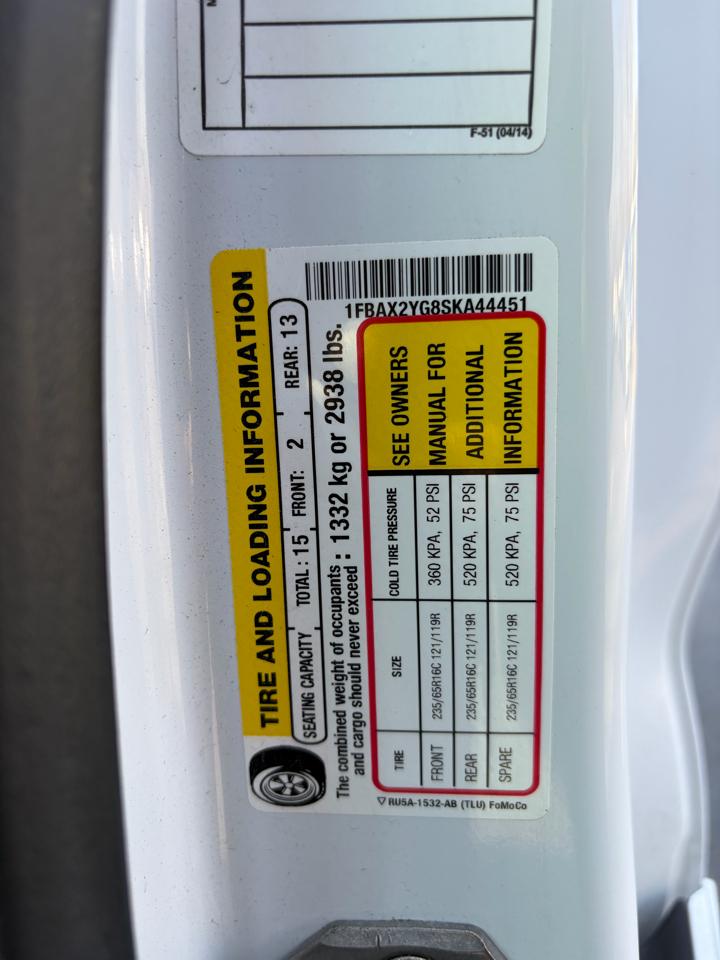 F-51 (04/14)
TIRE AND LOADING INFORMATION
SEATING CAPACITY TOTAL: 15 FRONT: 2 REAR: 13
The combined weight of occupants and cargo should never exceed : 1332 kg or 2938 lbs.
1FBAX2YG8SKA44451
TIRE SIZE COLD TIRE PRESSURE
FRONT 235/65R16C 121/119R 360 KPA, 52 PSI
REAR 235/65R16C 121/119R 520 KPA, 75 PSI
SPARE 235/65R16C 121/119R 520 KPA, 75 PSI
SEE OWNERS
MANUAL FOR
ADDITIONAL
INFORMATION
RU5A-1532-AB (TLU) FoMoCo